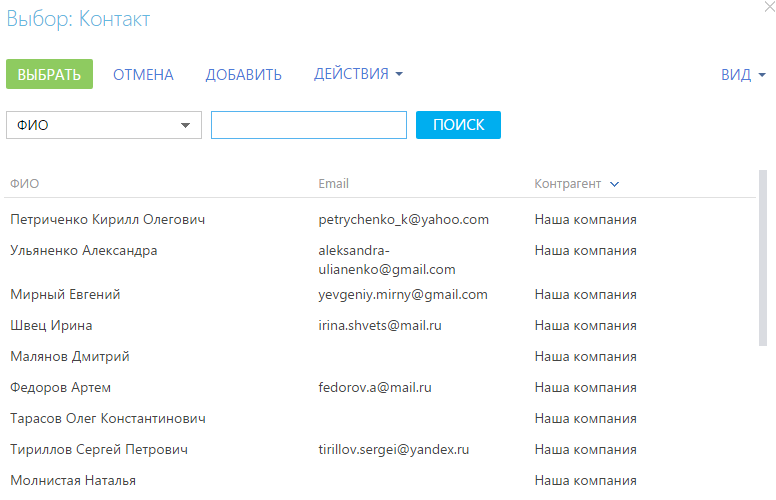 Выбор: Контакт
ВЫБРАТЬ ОТМЕНА ДОБАВИТЬ ДЕЙСТВИЯ ВИД
ФИО ПОИСК
ФИО Email Контрагент
Петриченко Кирилл Олегович petrychenko_k@yahoo.com Наша компания
Ульяненко Александра aleksandra- Наша компания
ulianenko@gmail.com
Мирный Евгений yevgeniy.mirny@gmail.com Наша компания
Швец Ирина irina.shvets@mail.ru Наша компания
Малянов Дмитрий Наша компания
Федоров Артем fedorov.a@mail.ru Наша компания
Тарасов Олег Константинович Наша компания
Тириллов Сергей Петрович tirillov.sergei@yandex.ru Наша компания
Молнистая Наталья Наша компания